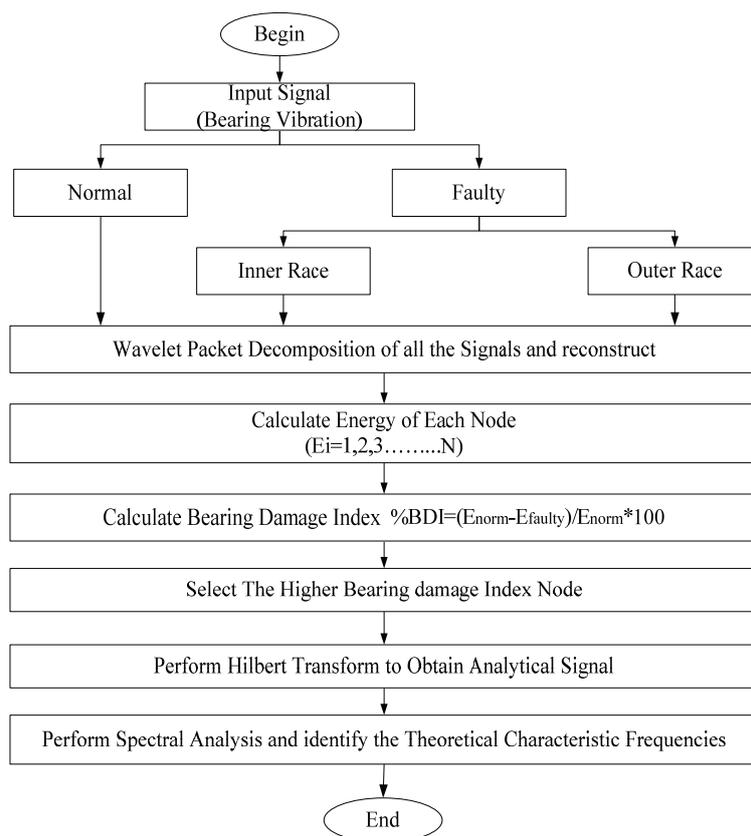 Begin
Input Signal
(Bearing Vibration)
Normal
Faulty
Inner Race
Outer Race
Wavelet Packet Decomposition of all the Signals and reconstruct
Calculate Energy of Each Node
(Ei=1,2,3.........N)
Calculate Bearing Damage Index %BDI=(Enorm-Efaulty)/Enorm*100
Select The Higher Bearing damage Index Node
Perform Hilbert Transform to Obtain Analytical Signal
Perform Spectral Analysis and identify the Theoretical Characteristic Frequencies
End